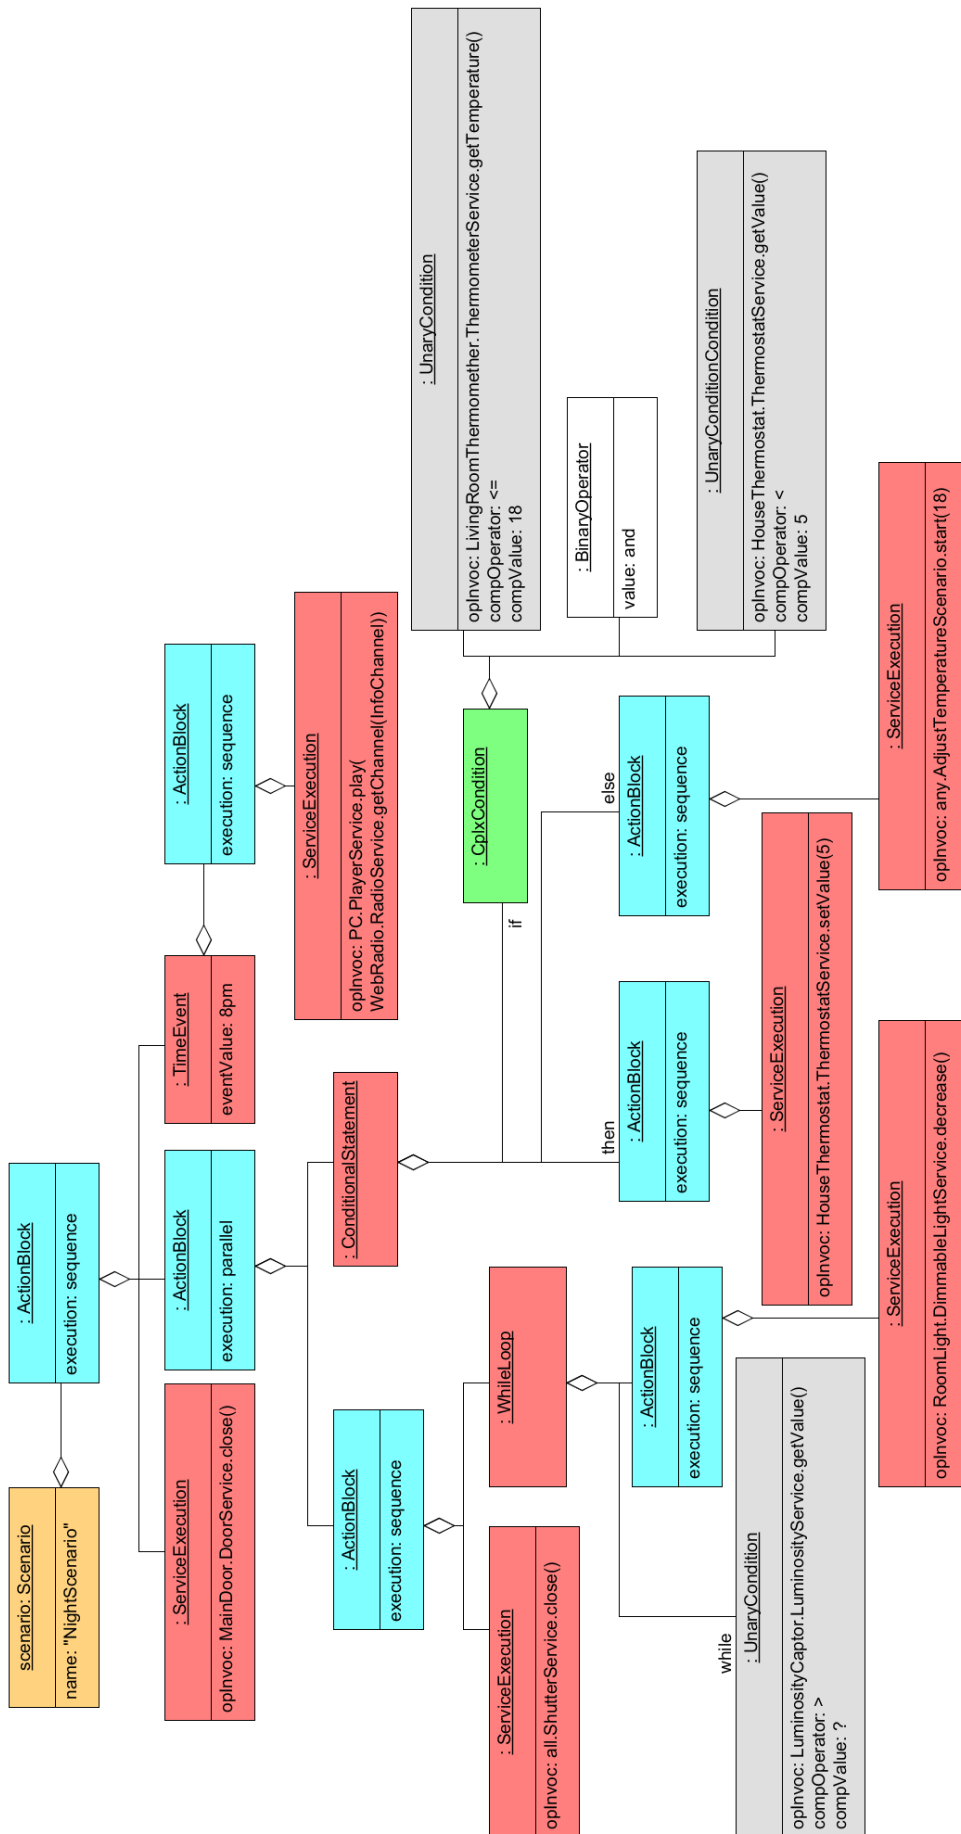 scenario: Scenario
name: "NightScenario"
: ActionBlock
execution: sequence
: ServiceExecution
opInvoc: MainDoor.DoorService.close()
: ActionBlock
execution: parallel
: TimeEvent
eventValue: 8pm
: ActionBlock
execution: sequence
: ServiceExecution
opInvoc: PC.PlayerService.play(
WebRadio.RadioService.getChannel(InfoChannel))
: ActionBlock
execution: sequence
: ConditionalStatement
: ServiceExecution
opInvoc: all.ShutterService.close()
: WhileLoop
if
: CplxCondition
: UnaryCondition
opInvoc: LivingRoomThermomether.ThermometerService.getTemperature()
compOperator: <=
compValue: 18
: BinaryOperator
value: and
: UnaryConditionCondition
opInvoc: HouseThermostat.ThermostatService.getValue()
compOperator: <
compValue: 5
then
: ActionBlock
execution: sequence
else
: ActionBlock
execution: sequence
: ActionBlock
execution: sequence
while
: UnaryCondition
opInvoc: LuminosityCaptor.LuminosityService.getValue()
compOperator: >
compValue: ?
: ServiceExecution
opInvoc: HouseThermostat.ThermostatService.setValue(5)
: ServiceExecution
opInvoc: RoomLight.DimmableLightService.decrease()
: ServiceExecution
opInvoc: any.AdjustTemperatureScenario.start(18)